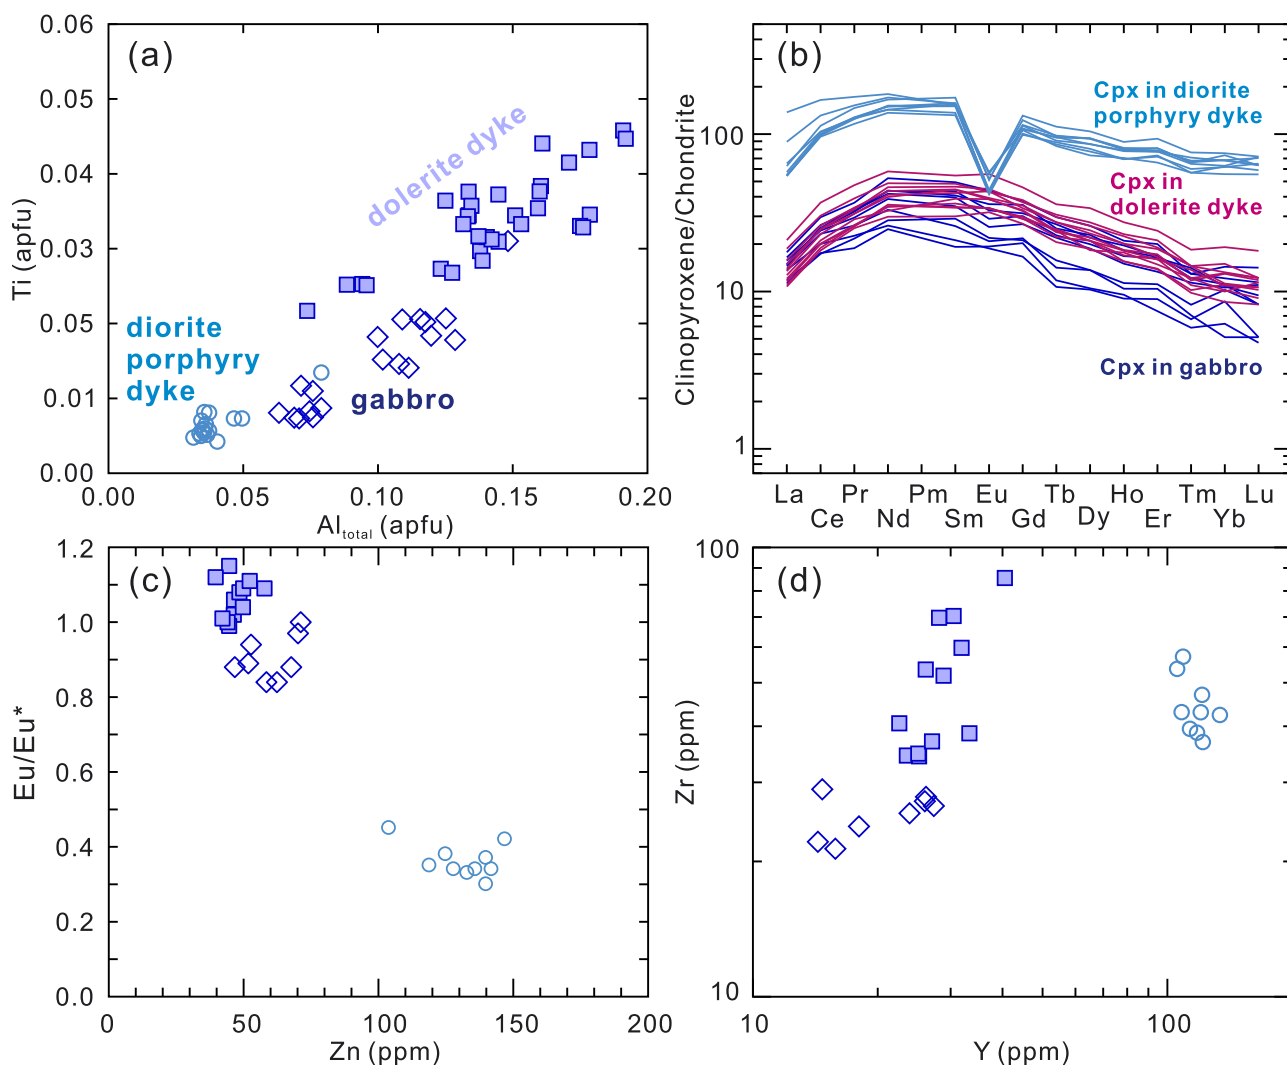 (a)
0.06
0.05
0.04
0.03
0.05
0.01
0.00
Ti (apfu)
dolerite dyke
diorite
porphyry
dyke
gabbro
0.00
0.05
0.10
0.15
0.20
Altotal (apfu)
(b)
100
10
1
Clinopyroxene/Chondrite
Cpx in diorite
porphyry dyke
Cpx in
dolerite dyke
Cpx in gabbro
La
Ce
Pr
Nd
Pm
Sm
Eu
Gd
Tb
Dy
Ho
Er
Tm
Yb
Lu
(c)
1.2
1.0
0.8
0.6
0.4
0.2
0.0
Eu/Eu*
0
50
100
150
200
Zn (ppm)
(d)
100
10
Zr (ppm)
10
100
Y (ppm)